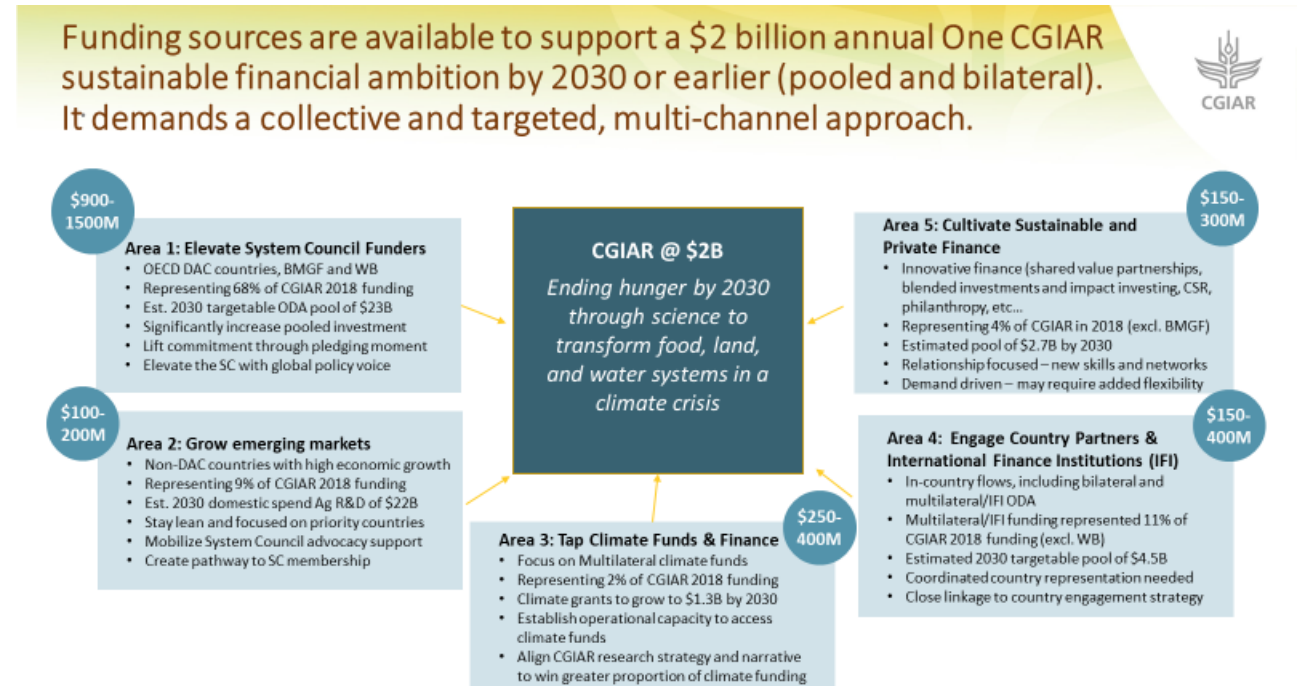 Funding sources are available to support a $2 billion annual One CGIAR
sustainable financial ambition by 2030 or earlier (pooled and bilateral).
It demands a collective and targeted, multi-channel approach.
CGIAR
$900-
1500M
Area 1: Elevate System Council Funders
• OECD DAC countries, BMGF and WB
• Representing 68% of CGIAR 2018 funding
• Est. 2030 targetable ODA pool of $23B
• Significantly increase pooled investment
• Lift commitment through pledging moment
• Elevate the SC with global policy voice
$100-
200M
Area 2: Grow emerging markets
• Non-DAC countries with high economic growth
• Representing 9% of CGIAR 2018 funding
• Est. 2030 domestic spend Ag R&D of $22B
• Stay lean and focused on priority countries
• Mobilize System Council advocacy support
• Create pathway to SC membership
CGIAR @ $2B
Ending hunger by 2030
through science to
transform food, land,
and water systems in a
climate crisis
$250-
400M
Area 3: Tap Climate Funds & Finance
• Focus on Multilateral climate funds
• Representing 2% of CGIAR 2018 funding
• Climate grants to grow to $1.3B by 2030
• Establish operational capacity to access
climate funds
• Align CGIAR research strategy and narrative
to win greater proportion of climate funding
$150-
300M
Area 5: Cultivate Sustainable and
Private Finance
• Innovative finance (shared value partnerships,
blended investments and impact investing, CSR,
philanthropy, etc...
• Representing 4% of CGIAR in 2018 (excl. BMGF)
• Estimated pool of $2.7B by 2030
• Relationship focused – new skills and networks
• Demand driven – may require added flexibility
$150-
400M
Area 4: Engage Country Partners &
International Finance Institutions (IFI)
• In-country flows, including bilateral and
multilateral/IFI ODA
• Multilateral/IFI funding represented 11% of
CGIAR 2018 funding (excl. WB)
• Estimated 2030 targetable pool of $4.5B
• Coordinated country representation needed
• Close linkage to country engagement strategy